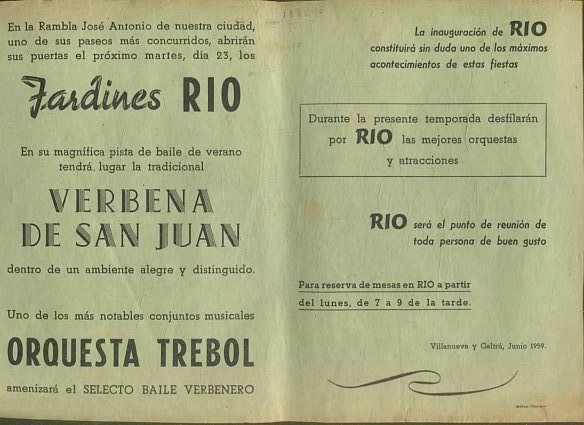 En la Rambla José Antonio de nuestra ciudad,
uno de sus paseos más concurridos, abrirán
sus puertas el próximo martes, día 23, los
Jardines RIO
En su magnífica pista de baile de verano
tendrá lugar la tradicional
VERBENA
DE SAN JUAN
dentro de un ambiente alegre y distinguido.
Uno de los más notables conjuntos musicales
ORQUESTA TREBOL
amenizará el SELECTO BAILE VERBENERO
La inauguración de RIO
constituirá sin duda uno de los máximos
acontecimientos de estas fiestas
Durante la presente temporada desfilarán
por RIO las mejores orquestas
y atracciones
RIO será el punto de reunión de
toda persona de buen gusto
Para reserva de mesas en RIO a partir
del lunes, de 7 a 9 de la tarde.
Villanueva y Geltrú, Junio 1959.